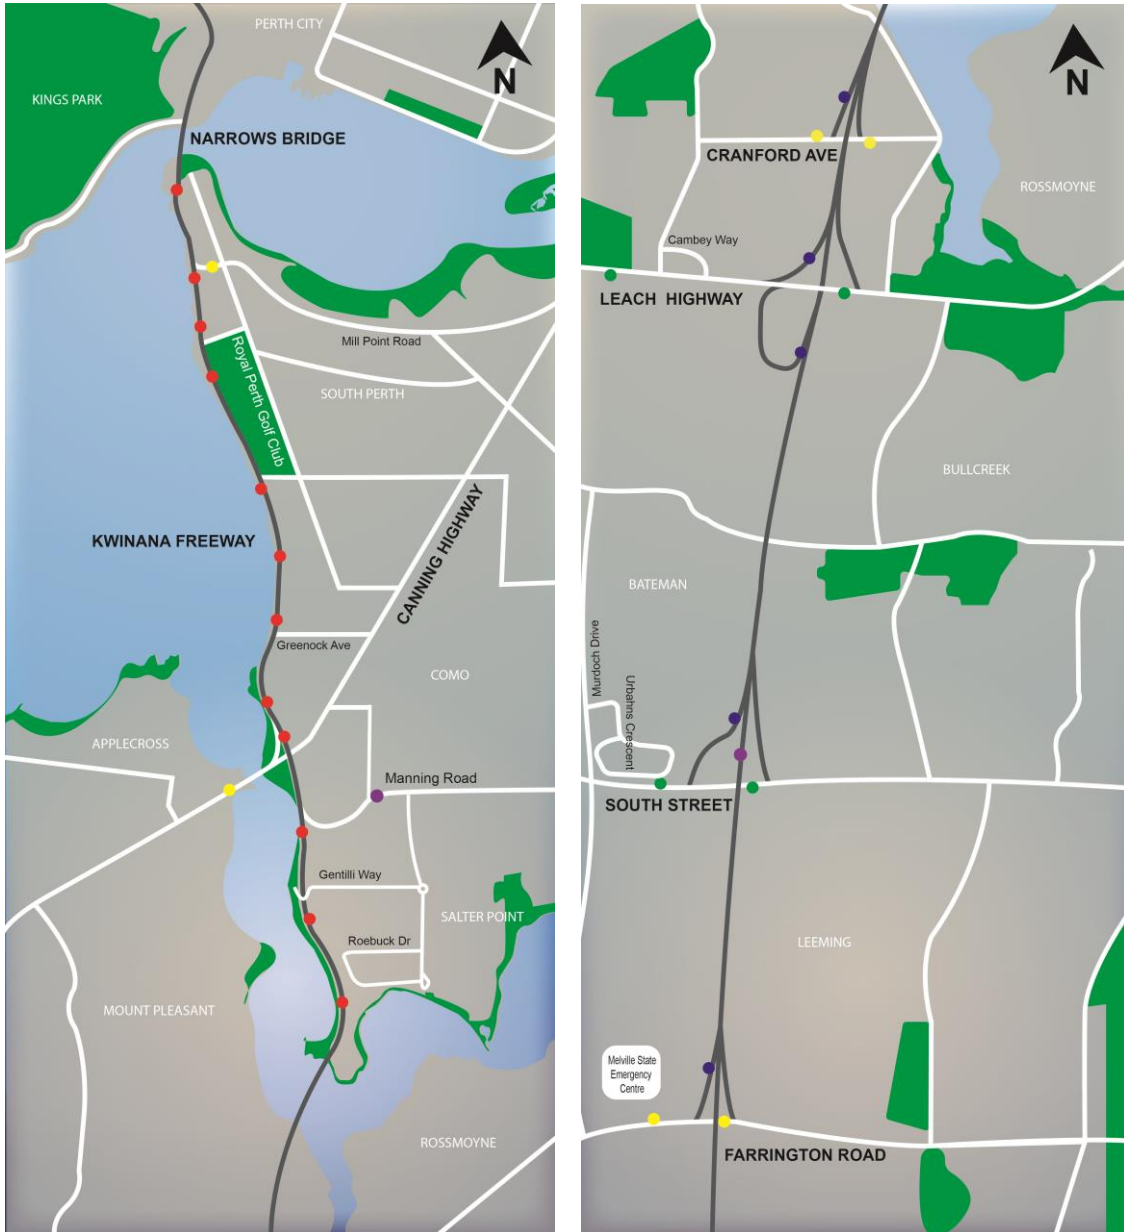 PERTH CITY
N
KINGS PARK
NARROWS BRIDGE
Mill Point Road
Royal Perth Golf Club
SOUTH PERTH
CANNING HIGHWAY
KWINANA FREEWAY
Greenock Ave
COMO
APPLECROSS
Manning Road
Gentilli Way
SALTER POINT
Roebuck Dr
MOUNT PLEASANT
ROSSMOYNE
N
CRANFORD AVE
ROSSMOYNE
Cambey Way
LEACH HIGHWAY
BULLCREEK
BATEMAN
Murdoch Drive
Urbahns Crescent
SOUTH STREET
LEEMING
Melville State
Emergency
Centre
FARRINGTON ROAD